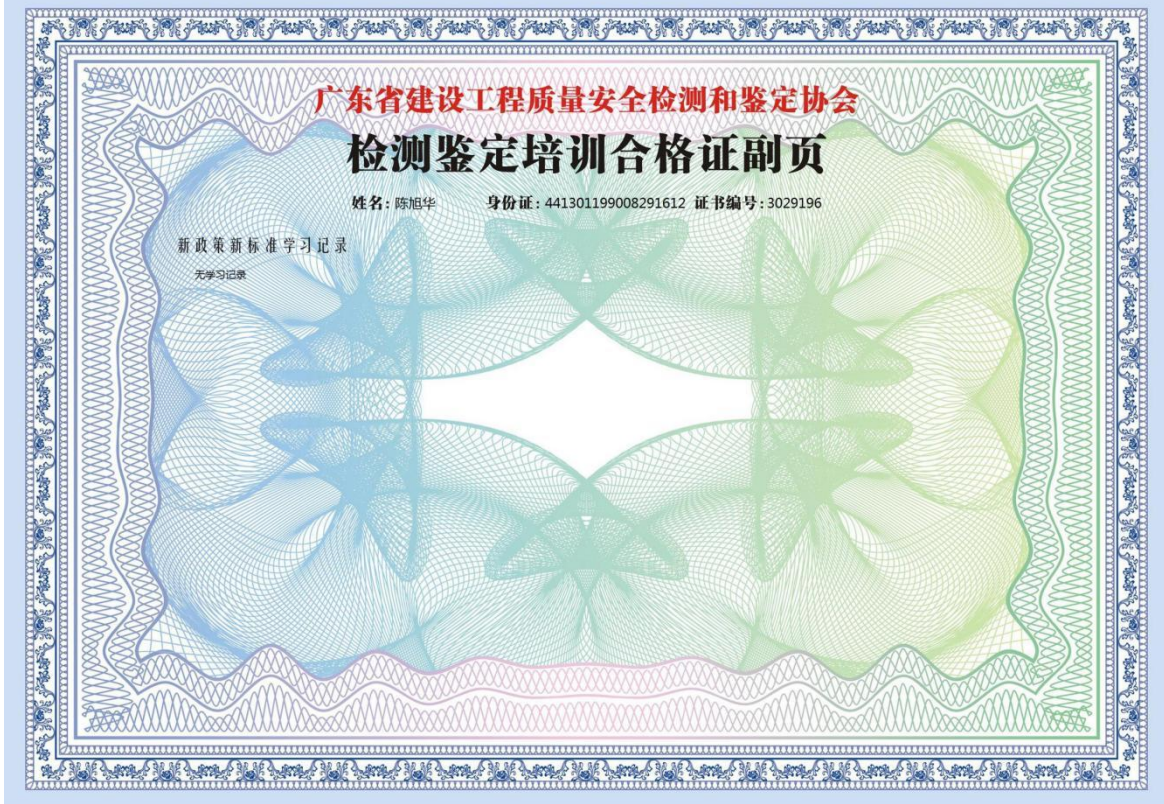 广东省建设工程质量安全检测和鉴定协会
检测鉴定培训合格证副页
姓名：陈旭华 身份证：441301199008291612 证书编号：3029196
新政策新标准学习记录
无学习记录